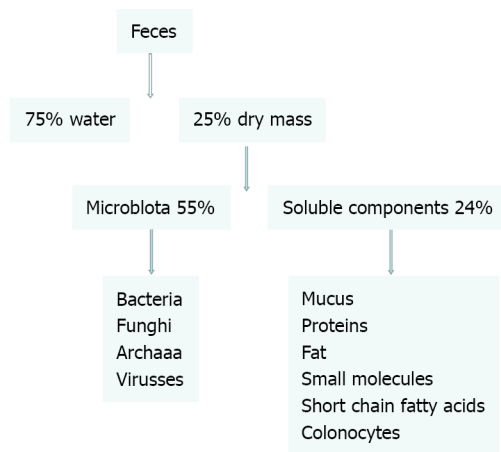 Feces
75% water
25% dry mass
Microblota 55%
Soluble components 24%
Bacteria
Funghi
Archaaa
Virusses
Mucus
Proteins
Fat
Small molecules
Short chain fatty acids
Colonocytes